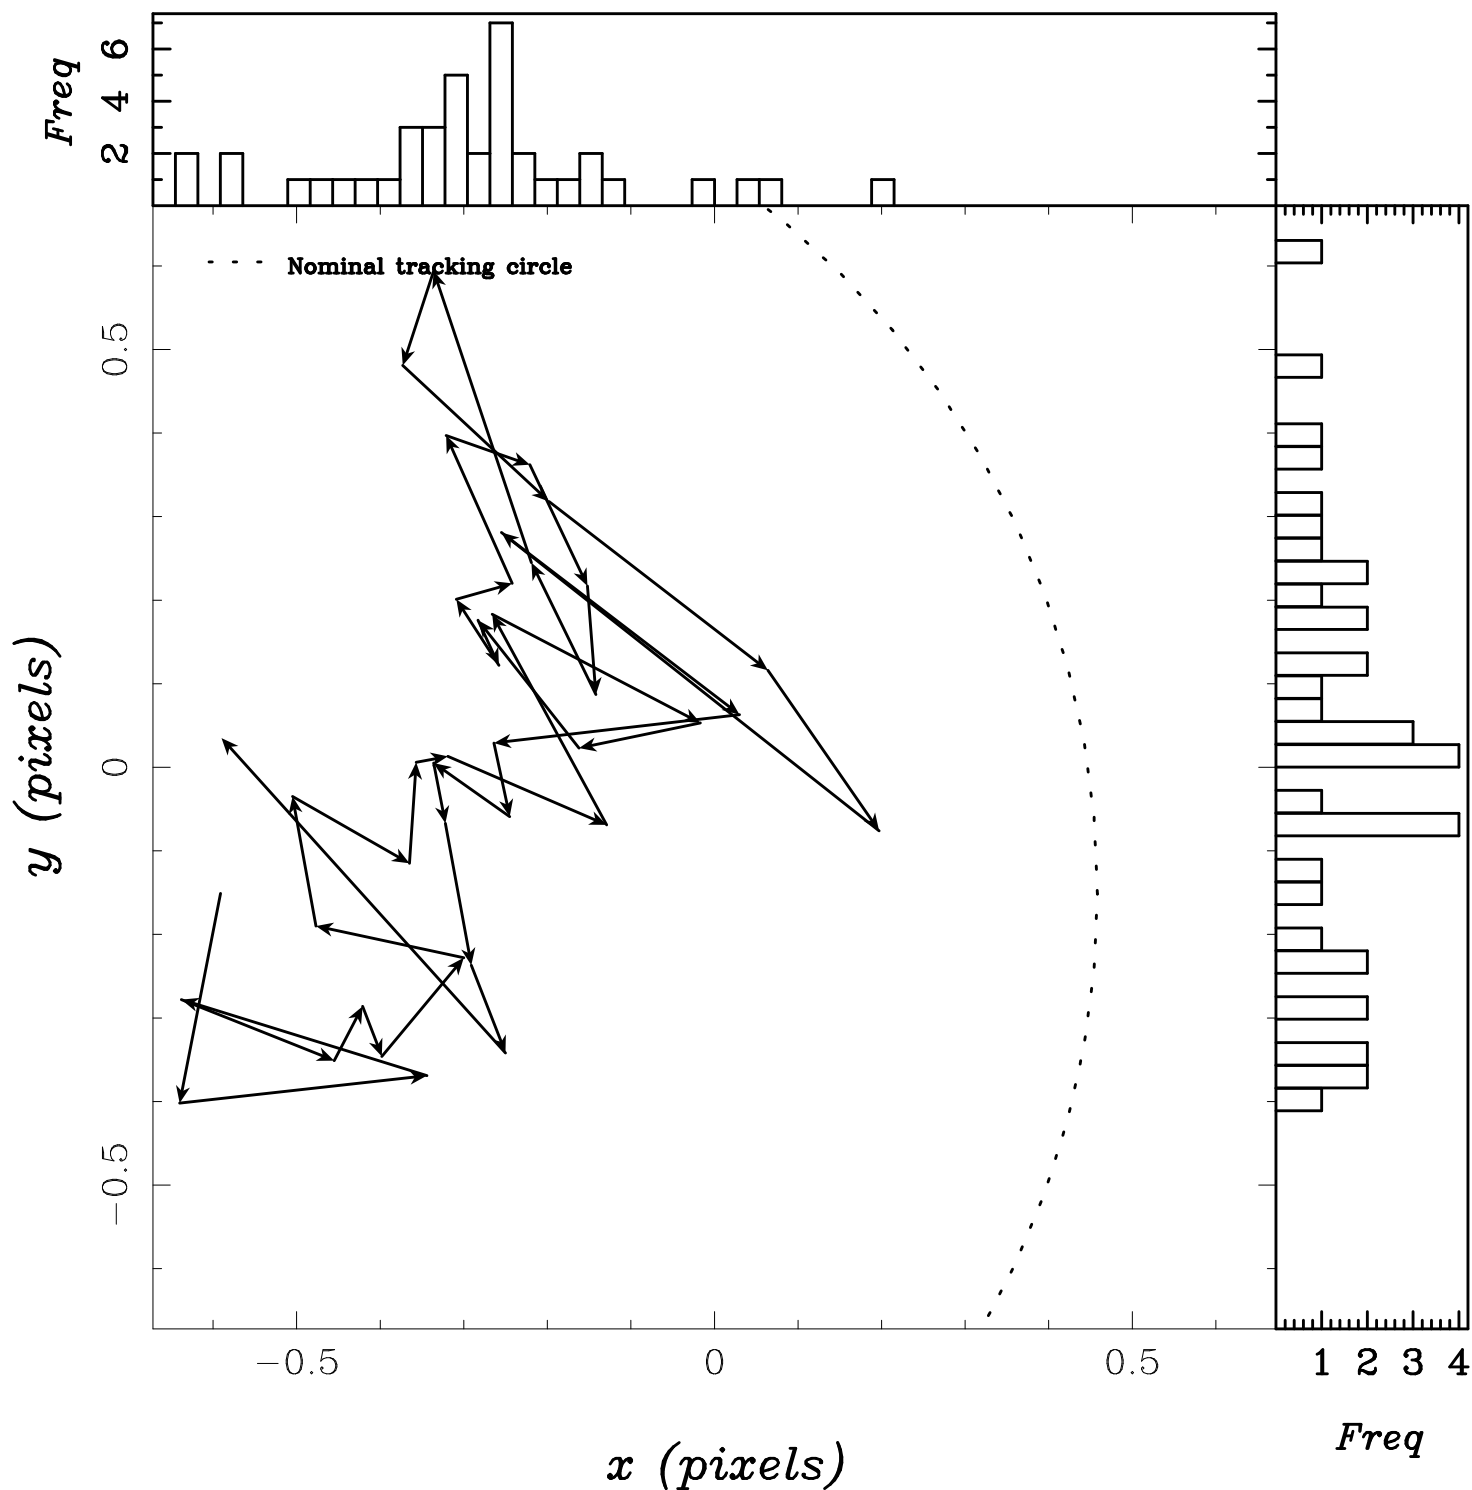 Freq
2 4 6
Nominal tracking circle
y (pixels)
0.5
0
−0.5
−0.5 0 0.5
x (pixels)
1 2 3 4
Freq